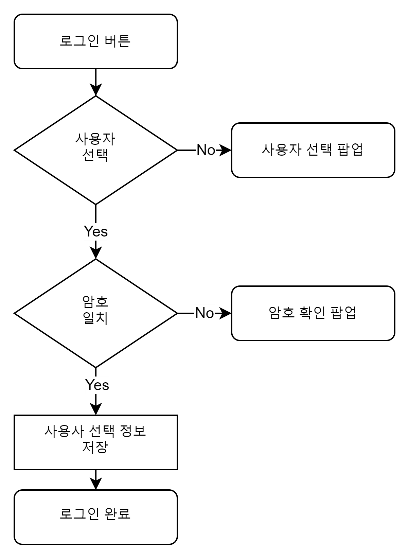 로그인 버튼
사용자
선택
No
사용자 선택 팝업
Yes
암호
일치
No
암호 확인 팝업
Yes
사용사 선택 정보
저장
로그인 완료